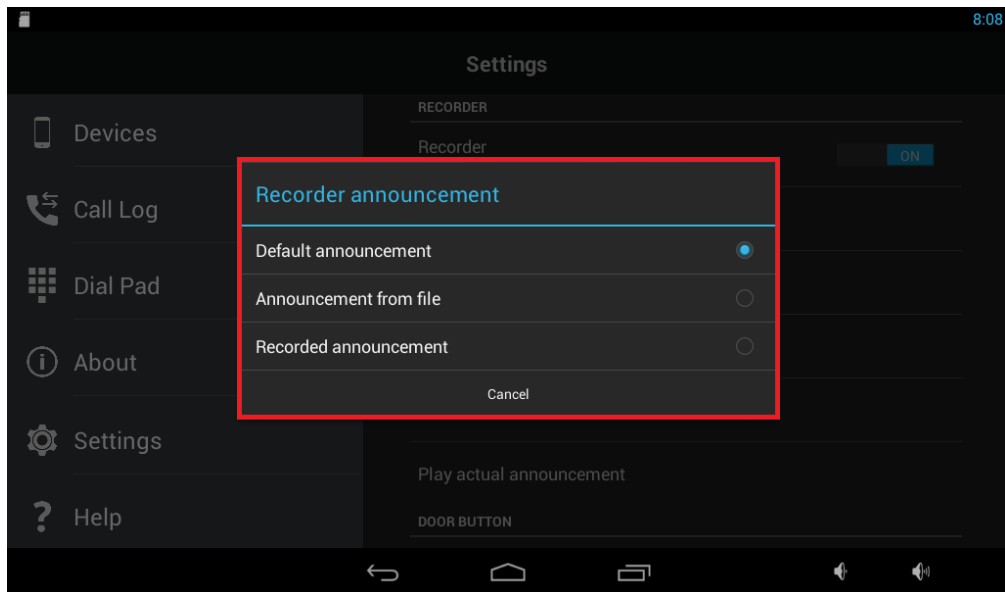 8:08
Settings
Devices
Call Log
Dial Pad
About
Settings
Help
RECORDER
Recorder
ON
Recorder announcement
Default announcement
Announcement from file
Recorded announcement
Cancel
Play actual announcement
DOOR BUTTON